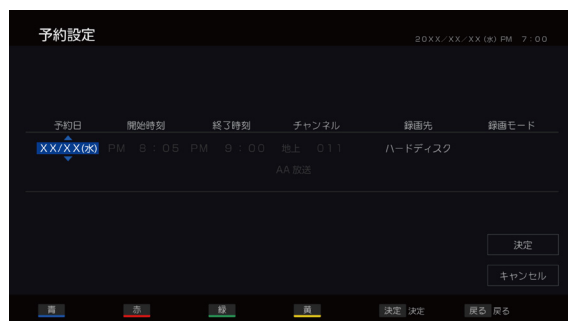 予約設定
20XX/XX/XX(水) PM 7:00
予約日 開始時刻 終了時刻 チャンネル 録画先 録画モード
XX/XX(水) PM 8:05 PM 9:00 地上 011 ハードディスク
AA放送
決定
キャンセル
青 赤 緑 黄 決定 決定 戻る 戻る